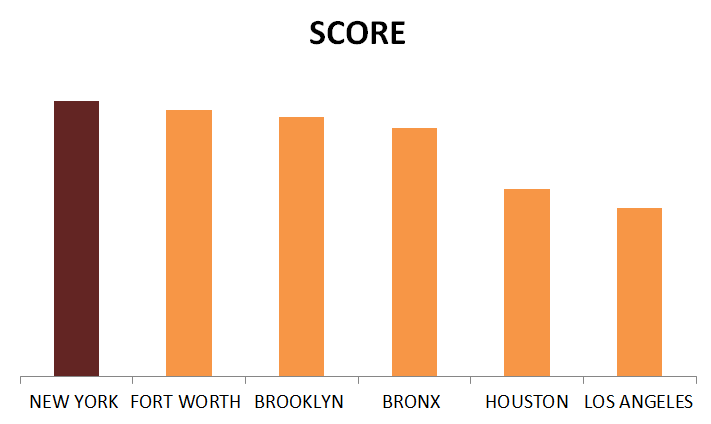 SCORE
NEW YORK FORT WORTH BROOKLYN BRONX HOUSTON LOS ANGELES